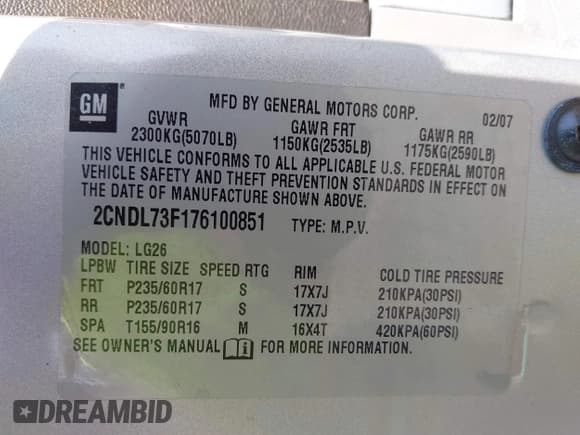 GM
MFD BY GENERAL MOTORS CORP. 02/07
GVWR GAWR FRT GAWR RR
2300KG(5070LB) 1150KG(2535LB) 1175KG(2590LB)
THIS VEHICLE CONFORMS TO ALL APPLICABLE U.S. FEDERAL MOTOR
VEHICLE SAFETY AND THEFT PREVENTION STANDARDS IN EFFECT ON
THE DATE OF MANUFACTURE SHOWN ABOVE.
2CNDL73F176100851 TYPE: M.P.V.
MODEL: LG26
LPBW TIRE SIZE SPEED RTG RIM COLD TIRE PRESSURE
FRT P235/60R17 S 17X7J 210KPA(30PSI)
RR P235/60R17 S 17X7J 210KPA(30PSI)
SPA T155/90R16 M 16X4T 420KPA(60PSI)
SEE OWNER'S MANUAL i FOR MORE INFORMATION.
DREAMBID